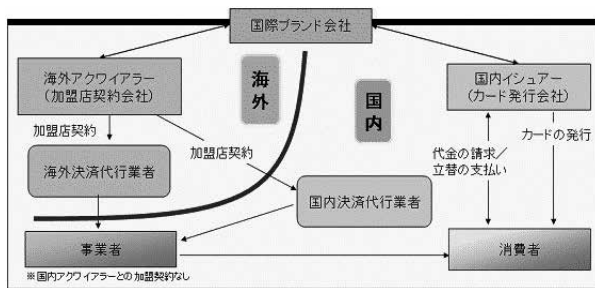 国際ブランド会社
海外アクワイアラー
（加盟店契約会社）
海外
国内
国内イシュアー
（カード発行会社）
加盟店契約
加盟店契約
代金の請求/
立替の支払い
カードの発行
海外決済代行業者
国内決済代行業者
事業者
消費者
※国内アクワイアラーとの加盟契約なし